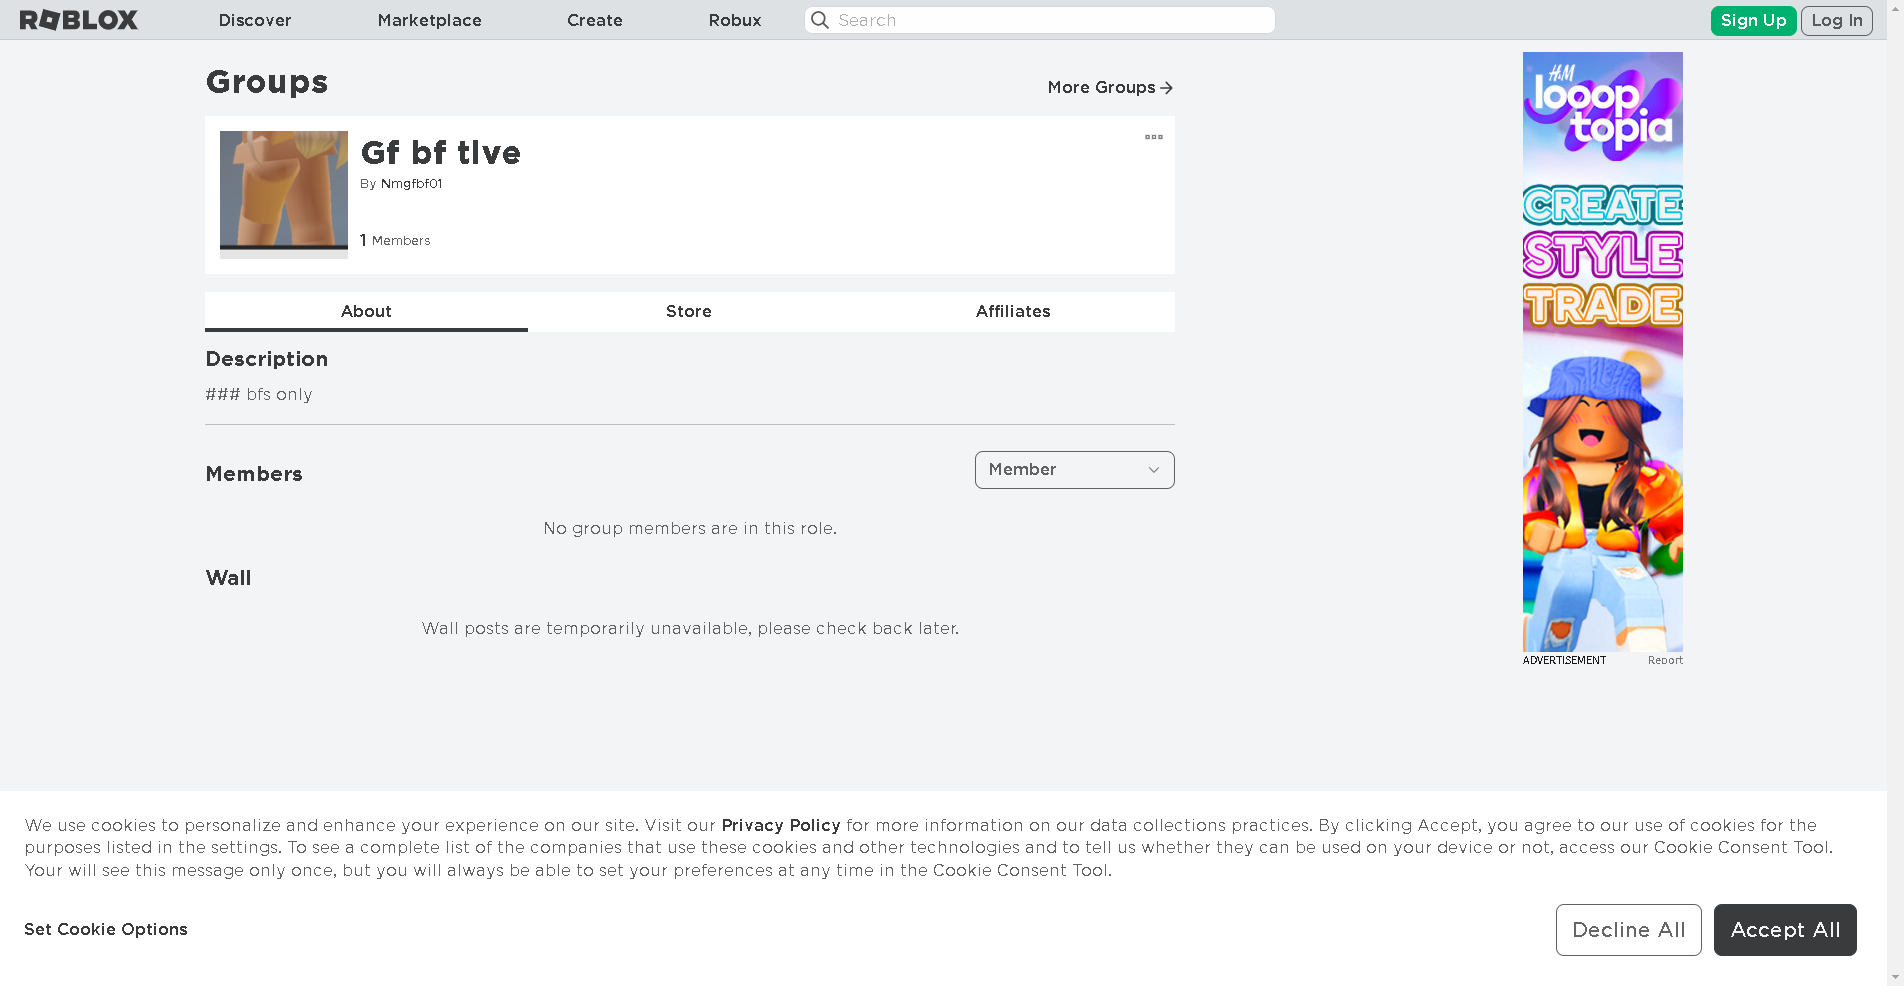 ROBLOX
Discover
Marketplace
Create
Robux
Search
Sign Up
Log In
Groups
More Groups
Gf bf tlve
By Nmgfbf01
1 Members
About
Store
Affiliates
Description
### bfs only
Members
Member
No group members are in this role.
Wall
Wall posts are temporarily unavailable, please check back later.
H&M
looop
topia
CREATE
STYLE
TRADE
ADVERTISEMENT
Report
We use cookies to personalize and enhance your experience on our site. Visit our Privacy Policy for more information on our data collections practices. By clicking Accept, you agree to our use of cookies for the
purposes listed in the settings. To see a complete list of the companies that use these cookies and other technologies and to tell us whether they can be used on your device or not, access our Cookie Consent Tool.
Your will see this message only once, but you will always be able to set your preferences at any time in the Cookie Consent Tool.
Set Cookie Options
Decline All
Accept All